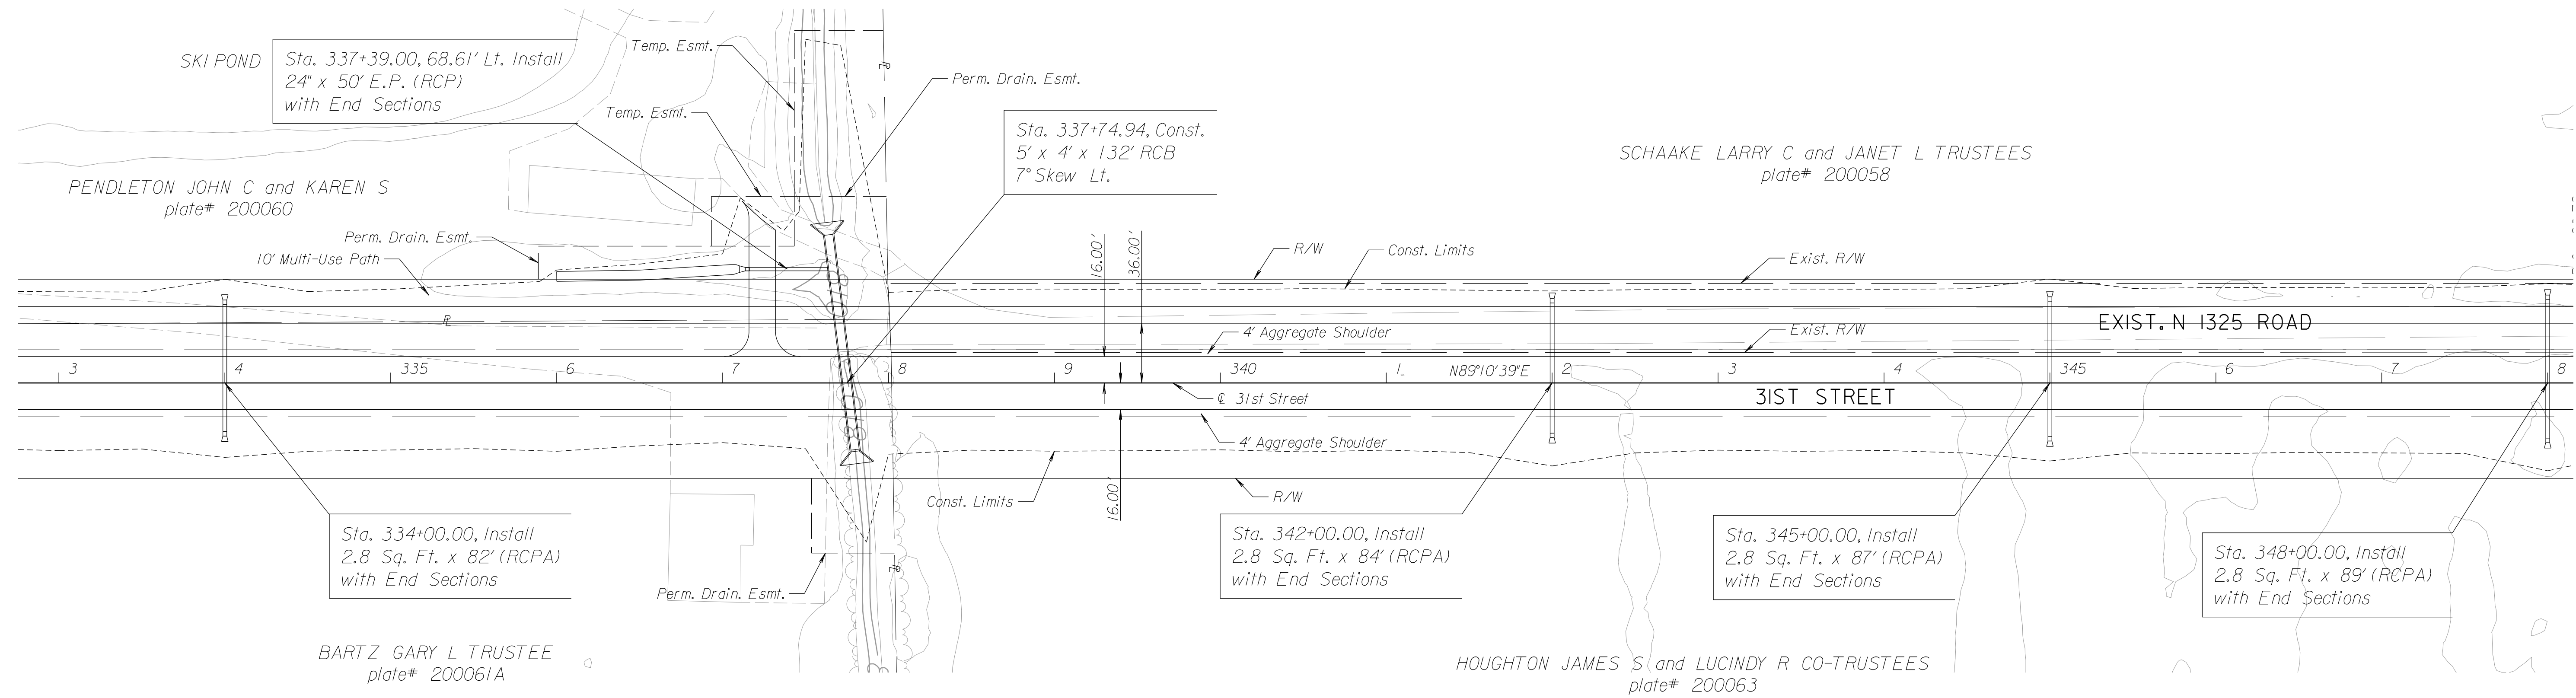 SKI POND
Sta. 337+39.00, 68.61' Lt. Install
24" x 50' E.P. (RCP)
with End Sections
Temp. Esmt.
Temp. Esmt.
PL
Perm. Drain. Esmt.
Sta. 337+74.94, Const.
5' x 4' x 132' RCB
7° Skew Lt.
SCHAAKE LARRY C and JANET L TRUSTEES
plate# 200058
PENDLETON JOHN C and KAREN S
plate# 200060
Perm. Drain. Esmt.
10' Multi-Use Path
16.00'
36.00'
R/W
Const. Limits
Exist. R/W
PL
4' Aggregate Shoulder
Exist. R/W
EXIST. N 1325 ROAD
3 4 335 6 7 8 9 340 1 N89°10'39"E 2 3 4 345 6 7 8
℄ 31st Street
31ST STREET
4' Aggregate Shoulder
16.00'
Const. Limits
R/W
Sta. 334+00.00, Install
2.8 Sq. Ft. x 82' (RCPA)
with End Sections
PL
Perm. Drain. Esmt.
Sta. 342+00.00, Install
2.8 Sq. Ft. x 84' (RCPA)
with End Sections
Sta. 345+00.00, Install
2.8 Sq. Ft. x 87' (RCPA)
with End Sections
Sta. 348+00.00, Install
2.8 Sq. Ft. x 89' (RCPA)
with End Sections
BARTZ GARY L TRUSTEE
plate# 200061A
HOUGHTON JAMES S and LUCINDY R CO-TRUSTEES
plate# 200063